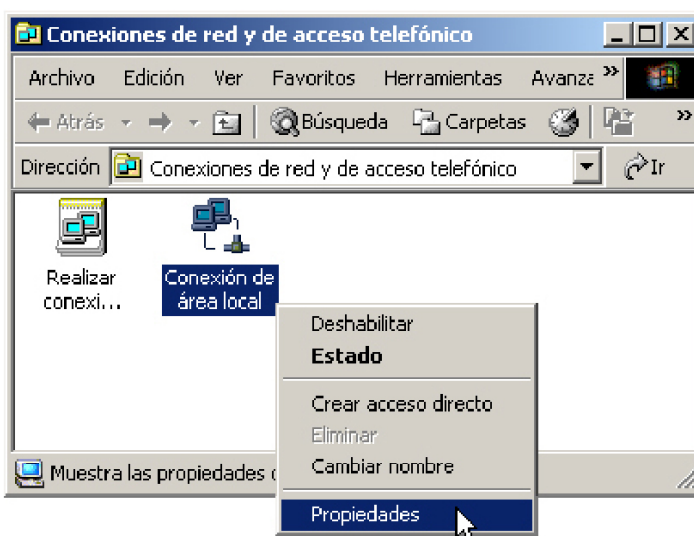 Conexiones de red y de acceso telefónico
Archivo Edición Ver Favoritos Herramientas Avanza »
Atrás Búsqueda Carpetas »
Dirección Conexiones de red y de acceso telefónico Ir
Realizar
conexi...
Conexión de
área local
Deshabilitar
Estado
Crear acceso directo
Eliminar
Cambiar nombre
Propiedades
Muestra las propiedades